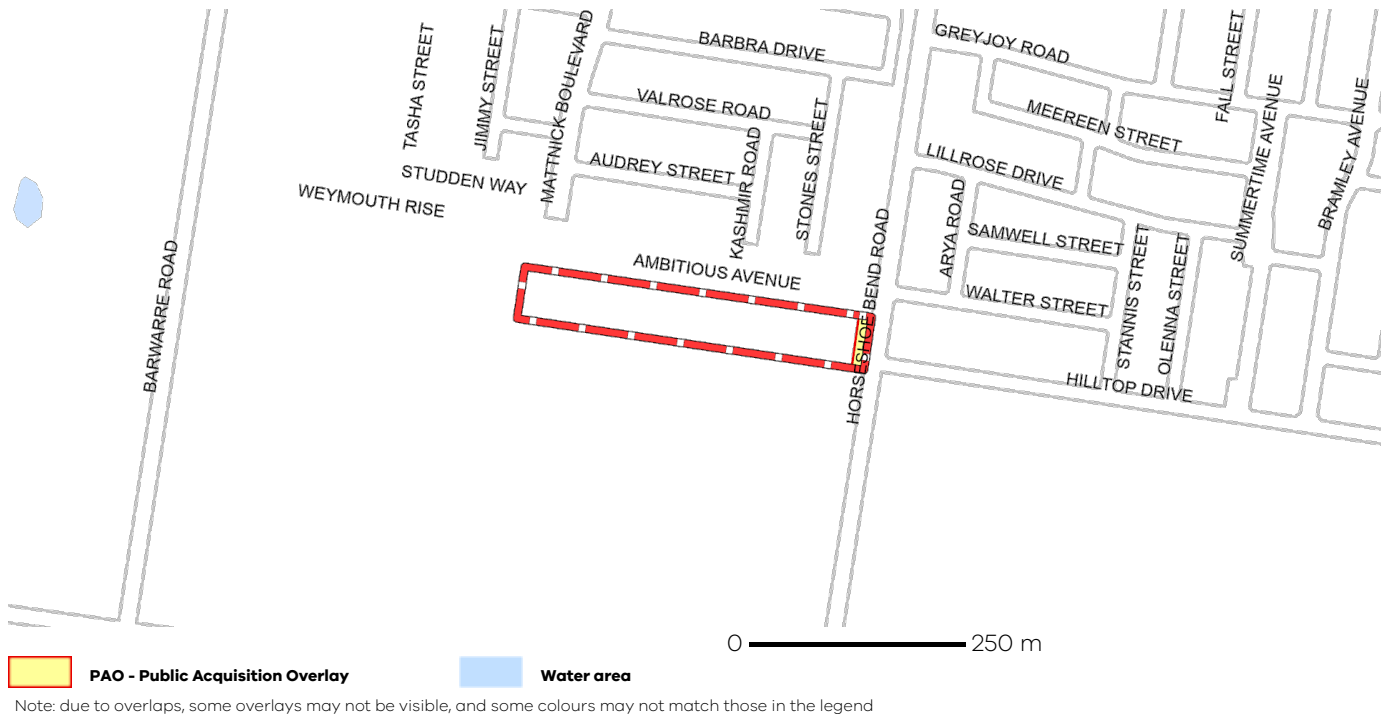 BARBRA DRIVE
GREYJOY ROAD
TASHA STREET
JIMMY STREET
MATTNICK BOULEVARD
VALROSE ROAD
FALL STREET
MEEREEN STREET
SUMMERTIME AVENUE
BRAMLEY AVENUE
STUDDEN WAY
WEYMOUTH RISE
AUDREY STREET
KASHMIR ROAD
STONES STREET
LILLROSE DRIVE
ARYA ROAD
SAMWELL STREET
AMBITIOUS AVENUE
HORSESHOE BEND ROAD
WALTER STREET
STANNIS STREET
OLENNA STREET
BARWARRE ROAD
HILLTOP DRIVE
0 250 m
PAO - Public Acquisition Overlay
Water area
Note: due to overlaps, some overlays may not be visible, and some colours may not match those in the legend